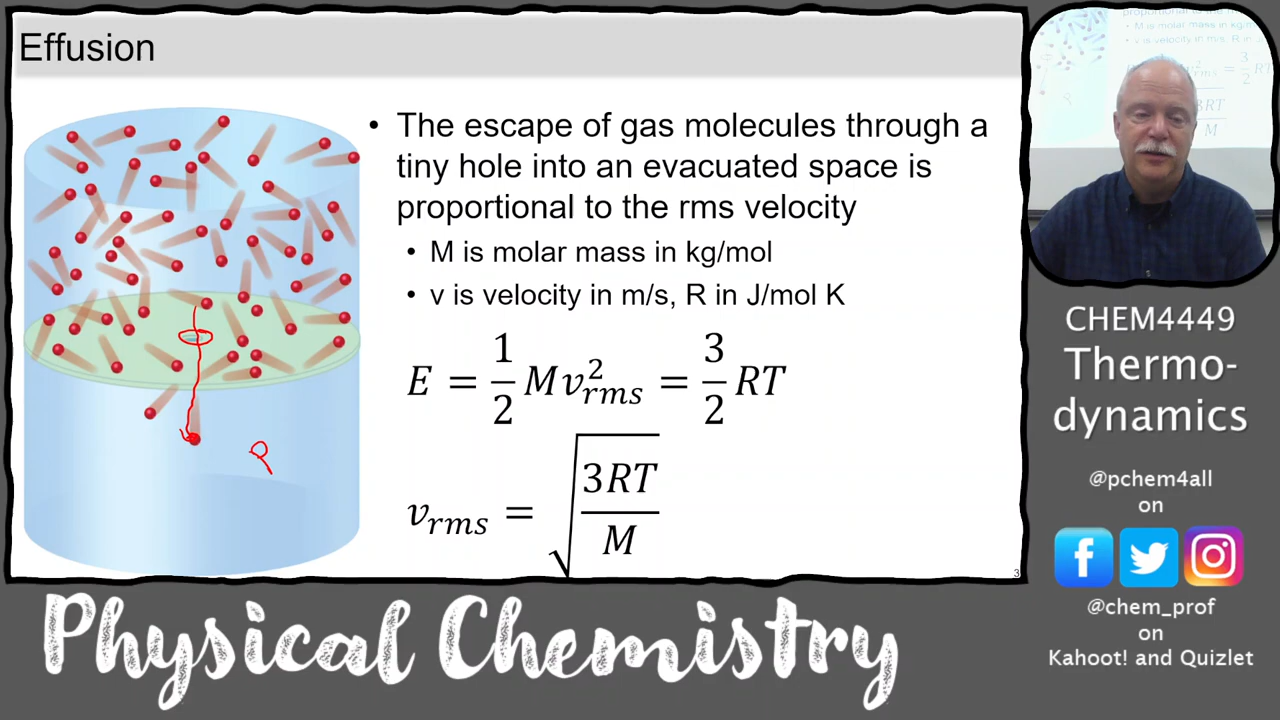 Effusion
• The escape of gas molecules through a
tiny hole into an evacuated space is
proportional to the rms velocity
• M is molar mass in kg/mol
• v is velocity in m/s, R in J/mol K
E = 1/2 Mv²rms = 3/2 RT
vrms = √(3RT/M)
3
CHEM4449
Thermo-
dynamics
@pchem4all
on
@chem_prof
on
Kahoot! and Quizlet
Physical Chemistry